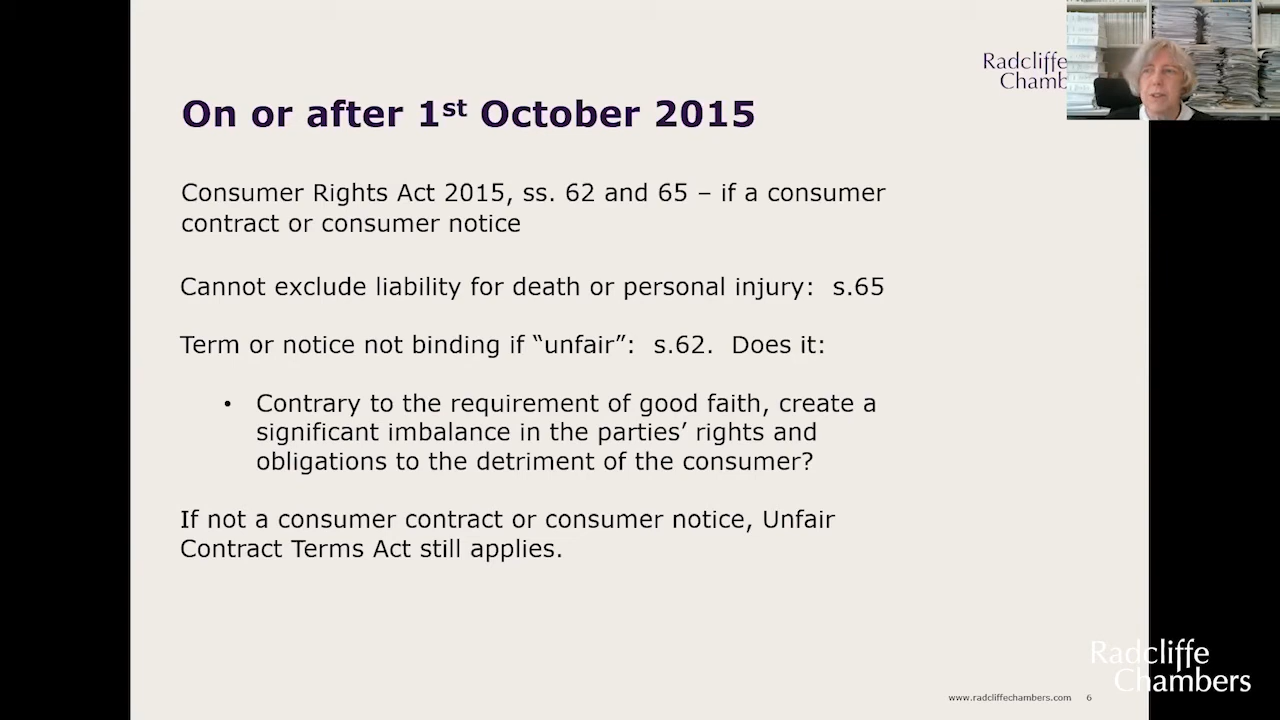 Radcliffe
Chamb
On or after 1st October 2015
Consumer Rights Act 2015, ss. 62 and 65 – if a consumer
contract or consumer notice
Cannot exclude liability for death or personal injury:  s.65
Term or notice not binding if “unfair”:  s.62.  Does it:
• Contrary to the requirement of good faith, create a
significant imbalance in the parties’ rights and
obligations to the detriment of the consumer?
If not a consumer contract or consumer notice, Unfair
Contract Terms Act still applies.
Radcliffe
Chambers
www.radcliffechambers.com 6